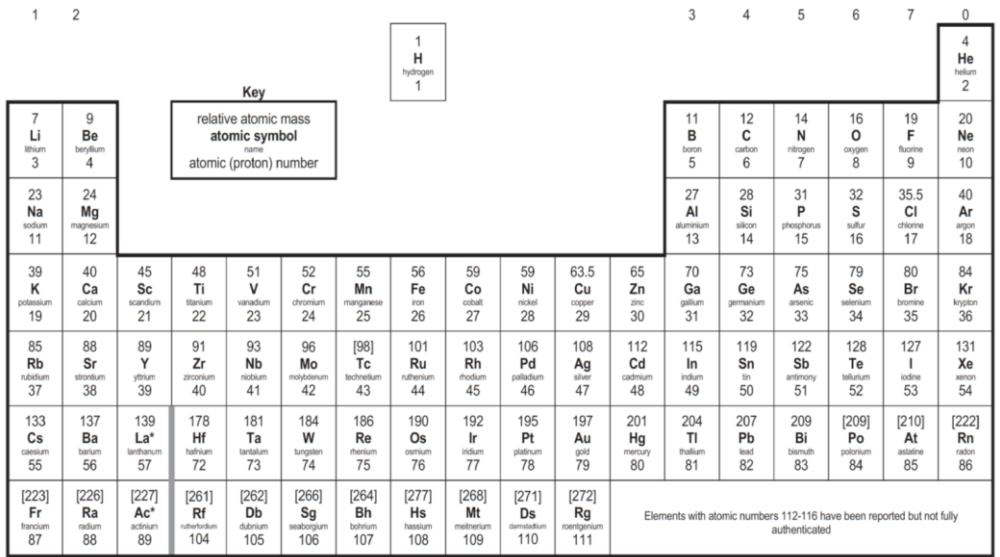 1 2 3 4 5 6 7 0
1 4
H He
hydrogen helium
1 2
Key
relative atomic mass
atomic symbol
name
atomic (proton) number
7 9 11 12 14 16 19 20
Li Be B C N O F Ne
lithium beryllium boron carbon nitrogen oxygen fluorine neon
3 4 5 6 7 8 9 10
23 24 27 28 31 32 35.5 40
Na Mg Al Si P S Cl Ar
sodium magnesium aluminium silicon phosphorus sulfur chlorine argon
11 12 13 14 15 16 17 18
39 40 45 48 51 52 55 56 59 59 63.5 65 70 73 75 79 80 84
K Ca Sc Ti V Cr Mn Fe Co Ni Cu Zn Ga Ge As Se Br Kr
potassium calcium scandium titanium vanadium chromium manganese iron cobalt nickel copper zinc gallium germanium arsenic selenium bromine krypton
19 20 21 22 23 24 25 26 27 28 29 30 31 32 33 34 35 36
85 88 89 91 93 96 [98] 101 103 106 108 112 115 119 122 128 127 131
Rb Sr Y Zr Nb Mo Tc Ru Rh Pd Ag Cd In Sn Sb Te I Xe
rubidium strontium yttrium zirconium niobium molybdenum technetium ruthenium rhodium palladium silver cadmium indium tin antimony tellurium iodine xenon
37 38 39 40 41 42 43 44 45 46 47 48 49 50 51 52 53 54
133 137 139 178 181 184 186 190 192 195 197 201 204 207 209 [209] [210] [222]
Cs Ba La* Hf Ta W Re Os Ir Pt Au Hg Tl Pb Bi Po At Rn
caesium barium lanthanum hafnium tantalum tungsten rhenium osmium iridium platinum gold mercury thallium lead bismuth polonium astatine radon
55 56 57 72 73 74 75 76 77 78 79 80 81 82 83 84 85 86
[223] [226] [227] [261] [262] [266] [264] [277] [268] [271] [272]
Fr Ra Ac* Rf Db Sg Bh Hs Mt Ds Rg
francium radium actinium rutherfordium dubnium seaborgium bohrium hassium meitnerium darmstadtium roentgenium
87 88 89 104 105 106 107 108 109 110 111
Elements with atomic numbers 112-116 have been reported but not fully
authenticated